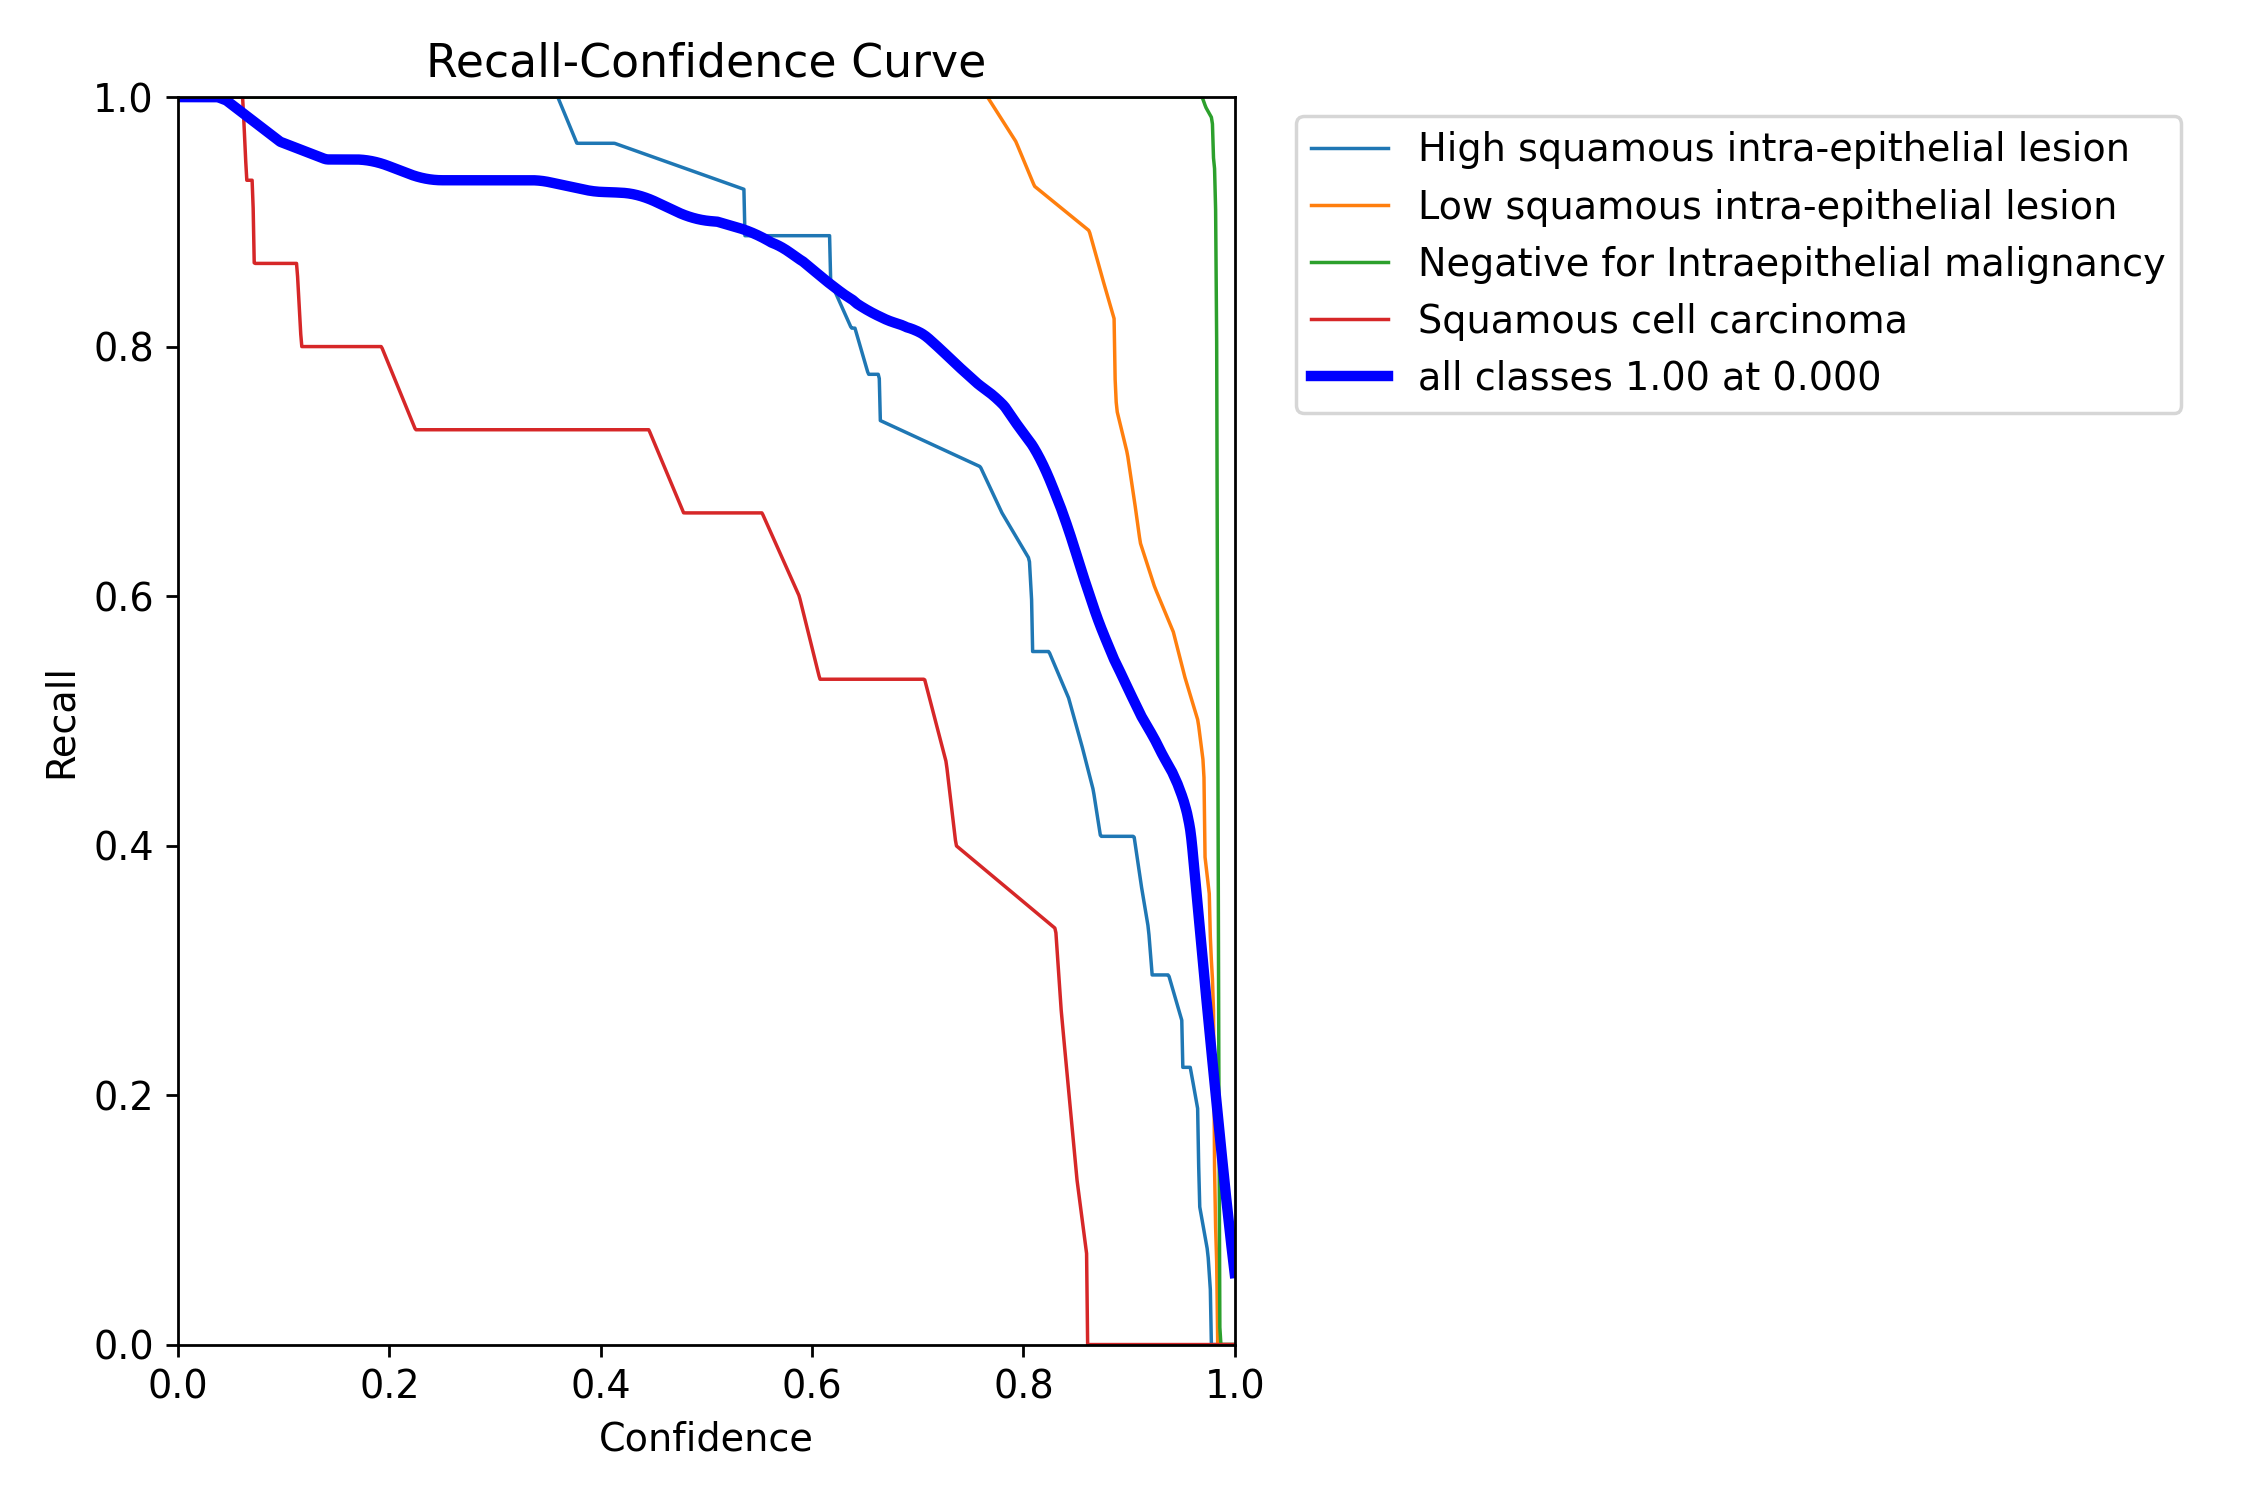 Recall-Confidence Curve
1.0
0.8
0.6
0.4
0.2
0.0
Recall
0.0 0.2 0.4 0.6 0.8 1.0
Confidence
High squamous intra-epithelial lesion
Low squamous intra-epithelial lesion
Negative for Intraepithelial malignancy
Squamous cell carcinoma
all classes 1.00 at 0.000